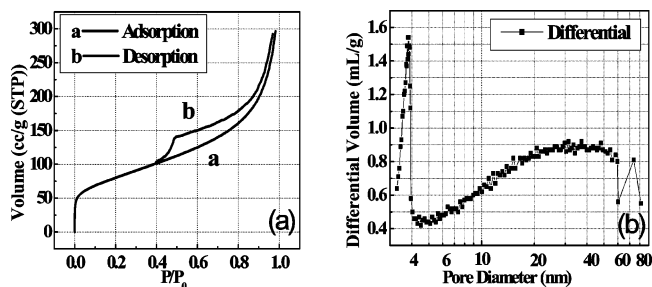 a — Adsorption
b — Desorption
Volume (cc/g (STP)
300
250
200
150
100
50
0
b
a
(a)
0.0 0.2 0.4 0.6 0.8 1.0
P/P0
Differential
Differential Volume (mL/g)
1.6
1.4
1.2
1.0
0.8
0.6
0.4
(b)
4 6 10 20 40 60 80
Pore Diameter (nm)